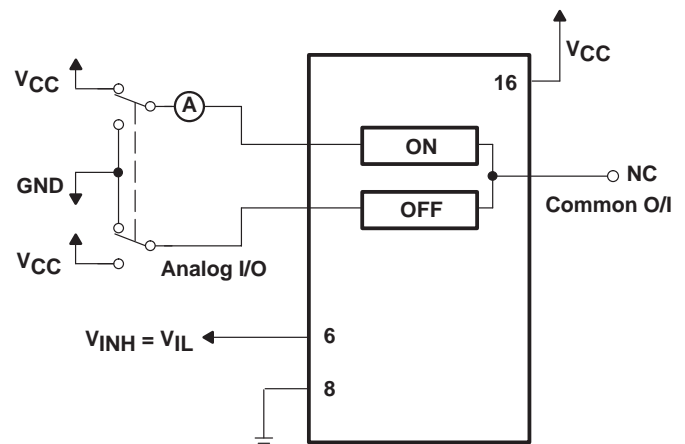 VCC
16
VCC
A
ON
GND
NC
OFF
Common O/I
VCC
Analog I/O
VINH = VIL
6
8